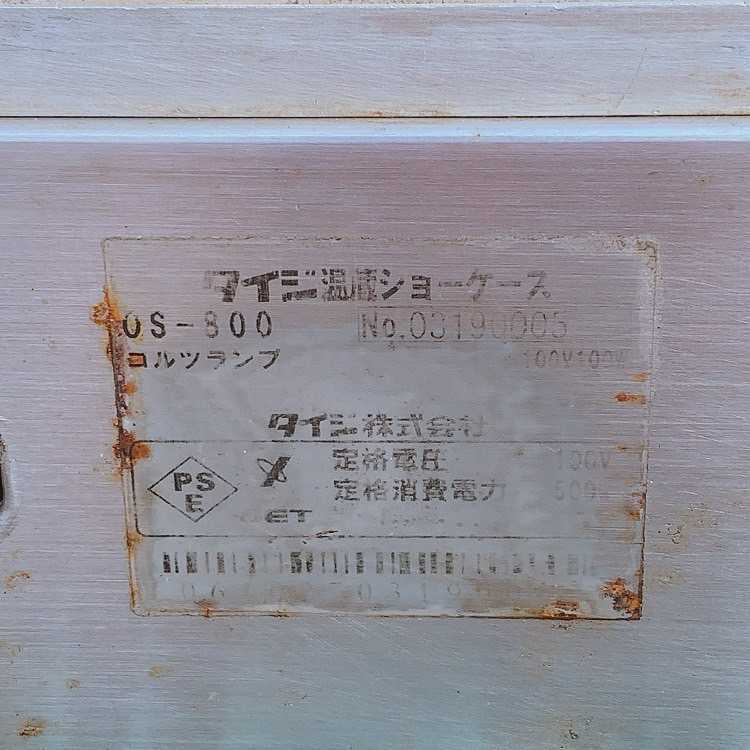 タイジ温蔵ショーケース
OS-800 No.03190005
コルツランプ 100V100W
タイジ株式会社
PS
E
定格電圧 100V
定格消費電力 500
ET